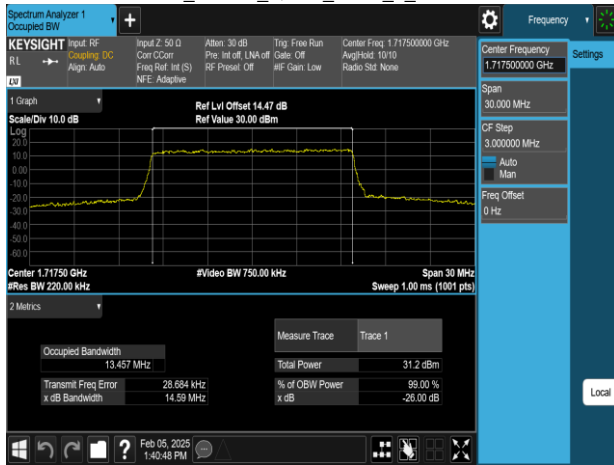 Spectrum Analyzer 1
Occupied BW
Frequency
KEYSIGHT
RL
LXI
Input: RF
Coupling: DC
Align: Auto
Input Z: 50 Ω
Corr CCorr
Freq Ref: Int (S)
NFE: Adaptive
Atten: 30 dB
Pre: Int off, LNA off
RF Preset: Off
Trig: Free Run
Gate: Off
#IF Gain: Low
Center Freq: 1.717500000 GHz
Avg|Hold: 10/10
Radio Std: None
Center Frequency
1.717500000 GHz
Settings
Span
30.000 MHz
CF Step
3.000000 MHz
Auto
Man
Freq Offset
0 Hz
Local
1 Graph
Scale/Div 10.0 dB
Ref Lvl Offset 14.47 dB
Ref Value 30.00 dBm
Log
20.0
10.0
0.00
-10.0
-20.0
-30.0
-40.0
-50.0
-60.0
Center 1.71750 GHz
#Res BW 220.00 kHz
#Video BW 750.00 kHz
Span 30 MHz
Sweep 1.00 ms (1001 pts)
2 Metrics
Measure Trace Trace 1
Occupied Bandwidth
13.457 MHz
Total Power 31.2 dBm
Transmit Freq Error 28.684 kHz
% of OBW Power 99.00 %
x dB Bandwidth 14.59 MHz
x dB -26.00 dB
Feb 05, 2025
1:40:48 PM